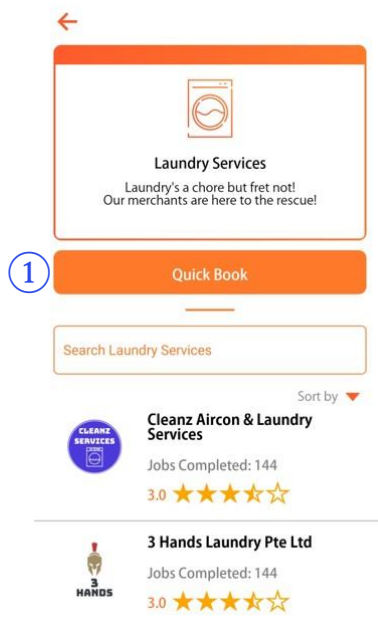 Laundry Services
Laundry's a chore but fret not!
Our merchants are here to the rescue!
1
Quick Book
Search Laundry Services
Sort by
CLEANZ
SERVICES
Cleanz Aircon & Laundry
Services
Jobs Completed: 144
3.0
3
HANDS
3 Hands Laundry Pte Ltd
Jobs Completed: 144
3.0